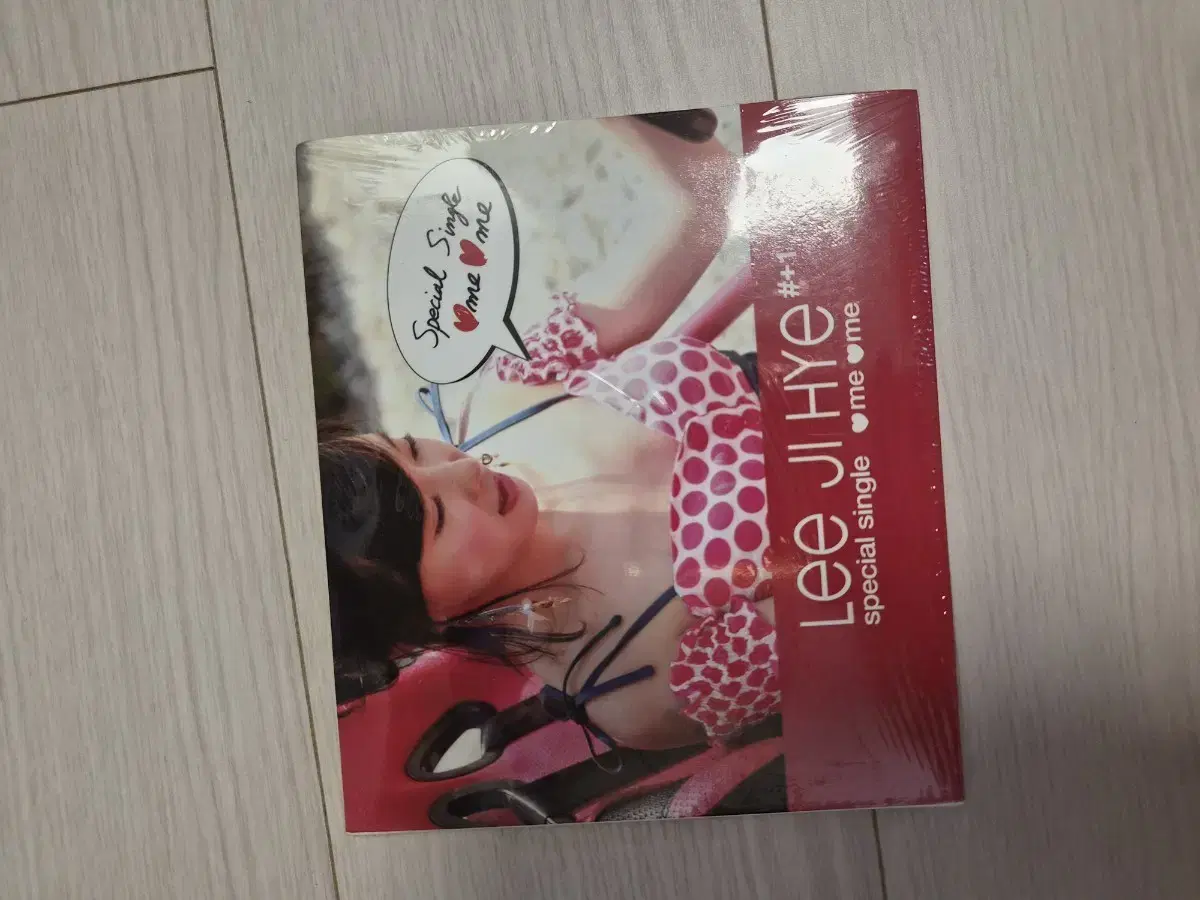 Special Single
♥me ♥me
Lee JI HYe #+1
special single ♥me ♥me